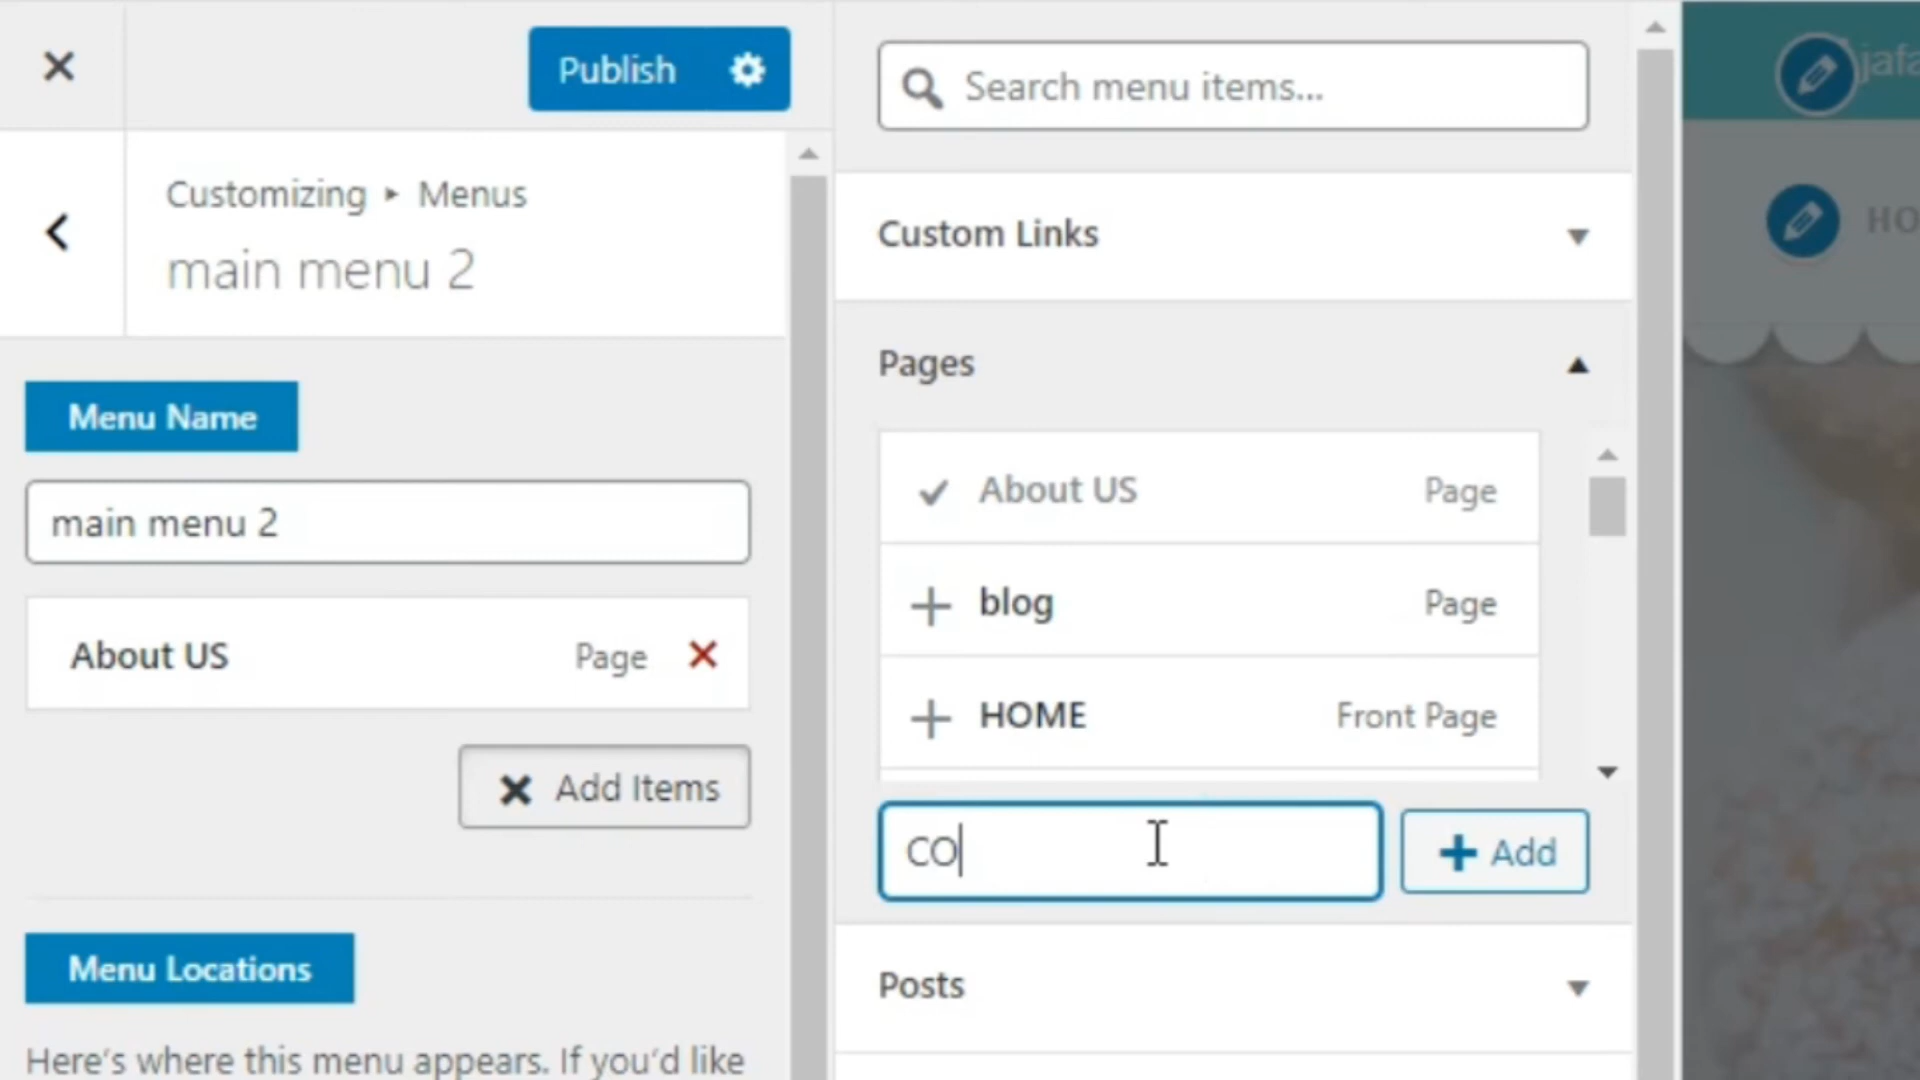 Publish
Customizing ▸ Menus
main menu 2
Menu Name
main menu 2
About US Page
Add Items
Menu Locations
Here's where this menu appears. If you'd like
Search menu items...
Custom Links
Pages
About US Page
blog Page
HOME Front Page
CO
Add
Posts
jafa
HO